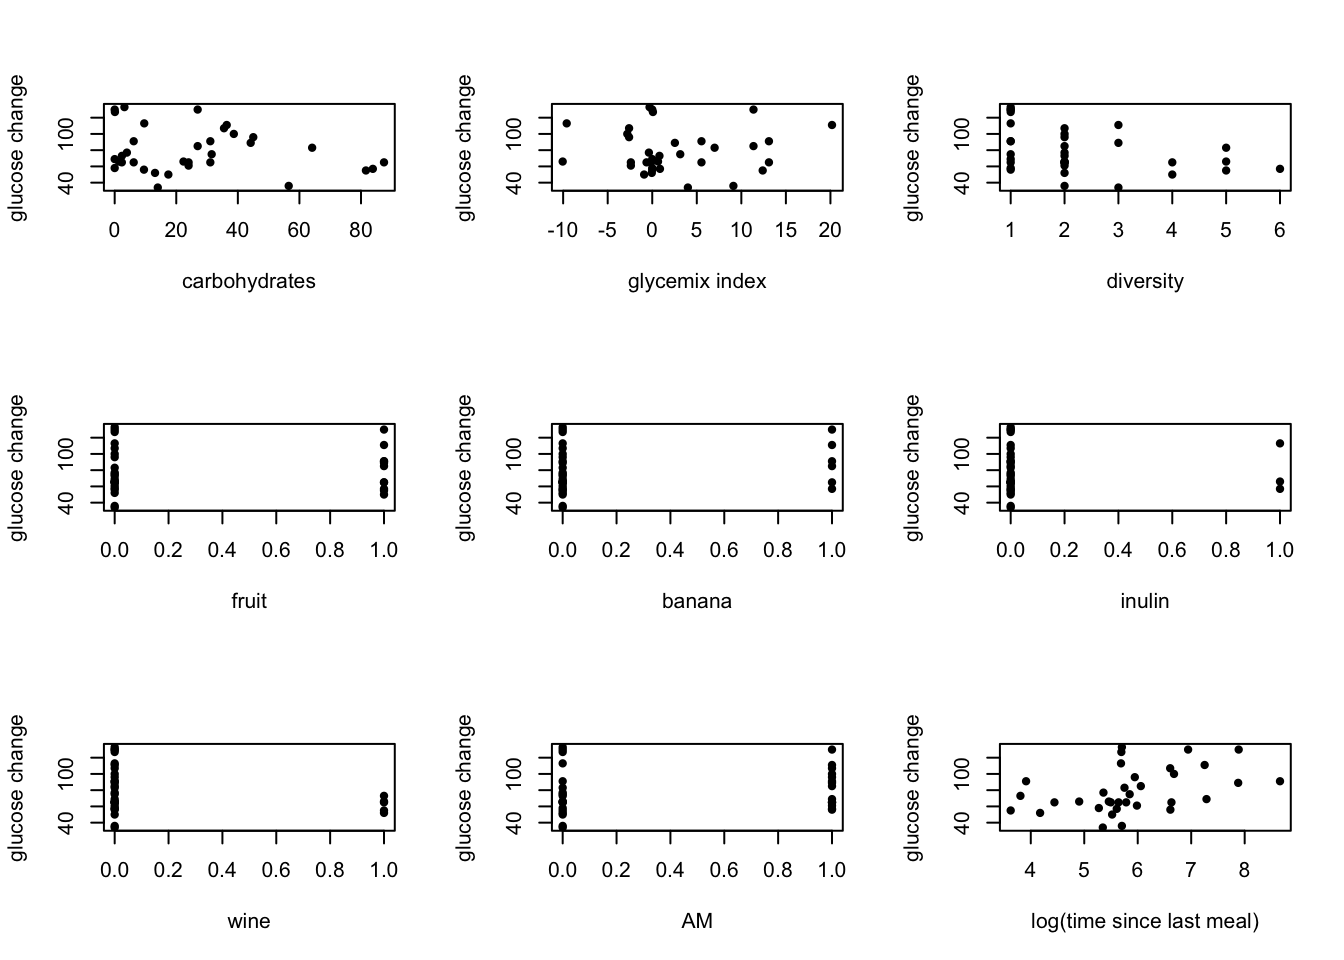 glucose change
100
40
0 20 40 60 80
carbohydrates
glucose change
100
40
-10 -5 0 5 10 15 20
glycemix index
glucose change
100
40
1 2 3 4 5 6
diversity
glucose change
100
40
0.0 0.2 0.4 0.6 0.8 1.0
fruit
glucose change
100
40
0.0 0.2 0.4 0.6 0.8 1.0
banana
glucose change
100
40
0.0 0.2 0.4 0.6 0.8 1.0
inulin
glucose change
100
40
0.0 0.2 0.4 0.6 0.8 1.0
wine
glucose change
100
40
0.0 0.2 0.4 0.6 0.8 1.0
AM
glucose change
100
40
4 5 6 7 8
log(time since last meal)